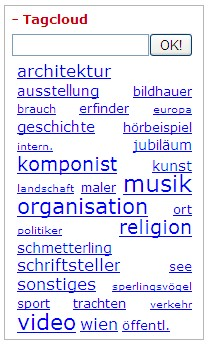 – Tagcloud
OK!
architektur
ausstellung bildhauer
brauch erfinder europa
geschichte hörbeispiel
intern. jubiläum
komponist kunst
landschaft maler musik
organisation ort
politiker religion
schmetterling
schriftsteller see
sonstiges sperlingsvögel
sport trachten verkehr
video wien öffentl.